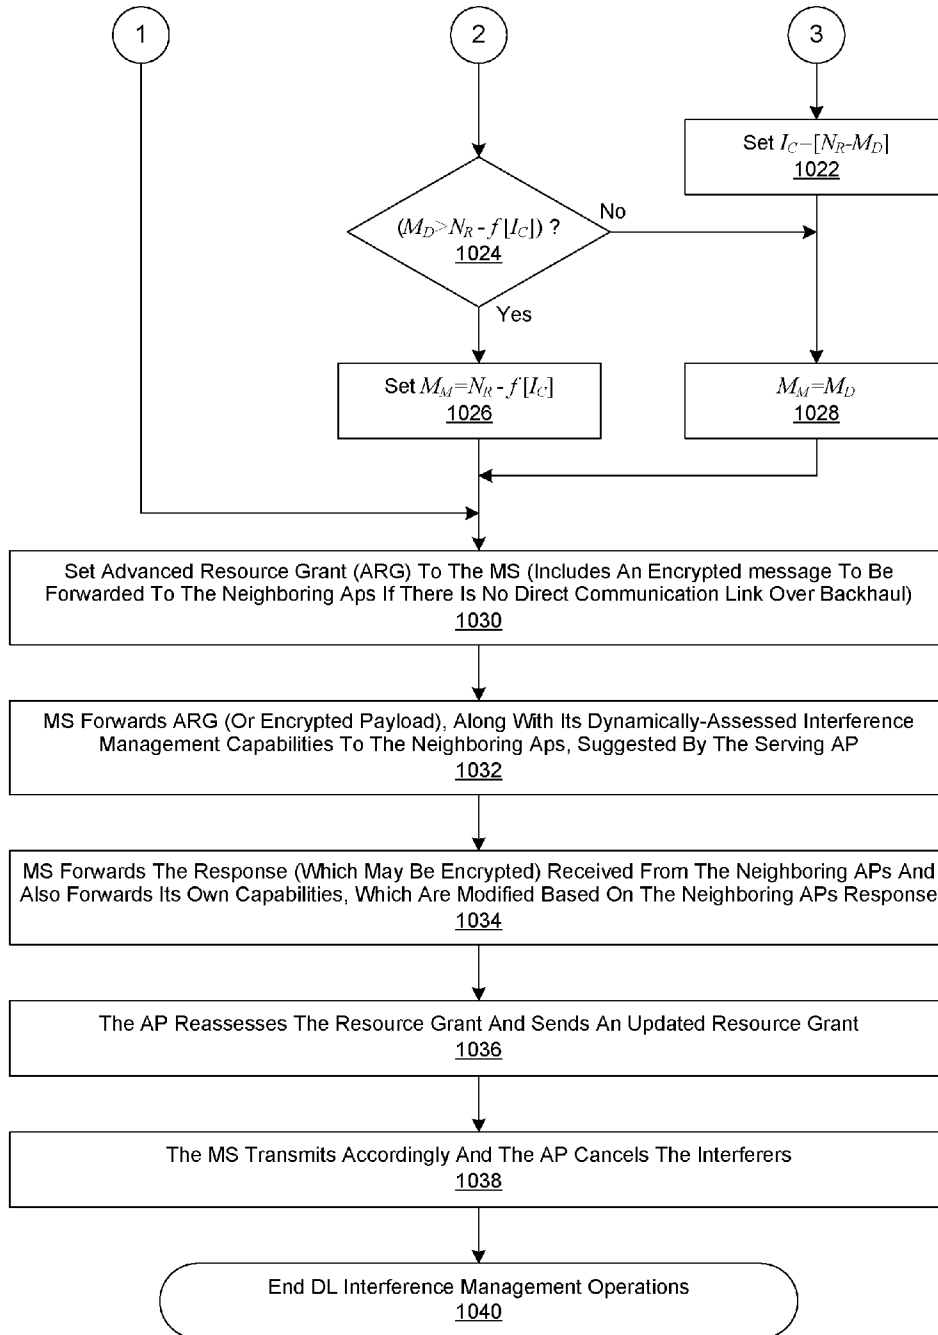 1
2
3
Set I_C–[N_R-M_D]
1022
(M_D>N_R - f[I_C]) ?
1024
No
Yes
Set M_M=N_R - f[I_C]
1026
M_M=M_D
1028
Set Advanced Resource Grant (ARG) To The MS (Includes An Encrypted message To Be
Forwarded To The Neighboring Aps If There Is No Direct Communication Link Over Backhaul)
1030
MS Forwards ARG (Or Encrypted Payload), Along With Its Dynamically-Assessed Interference
Management Capabilities To The Neighboring Aps, Suggested By The Serving AP
1032
MS Forwards The Response (Which May Be Encrypted) Received From The Neighboring APs And
Also Forwards Its Own Capabilities, Which Are Modified Based On The Neighboring APs Response
1034
The AP Reassesses The Resource Grant And Sends An Updated Resource Grant
1036
The MS Transmits Accordingly And The AP Cancels The Interferers
1038
End DL Interference Management Operations
1040